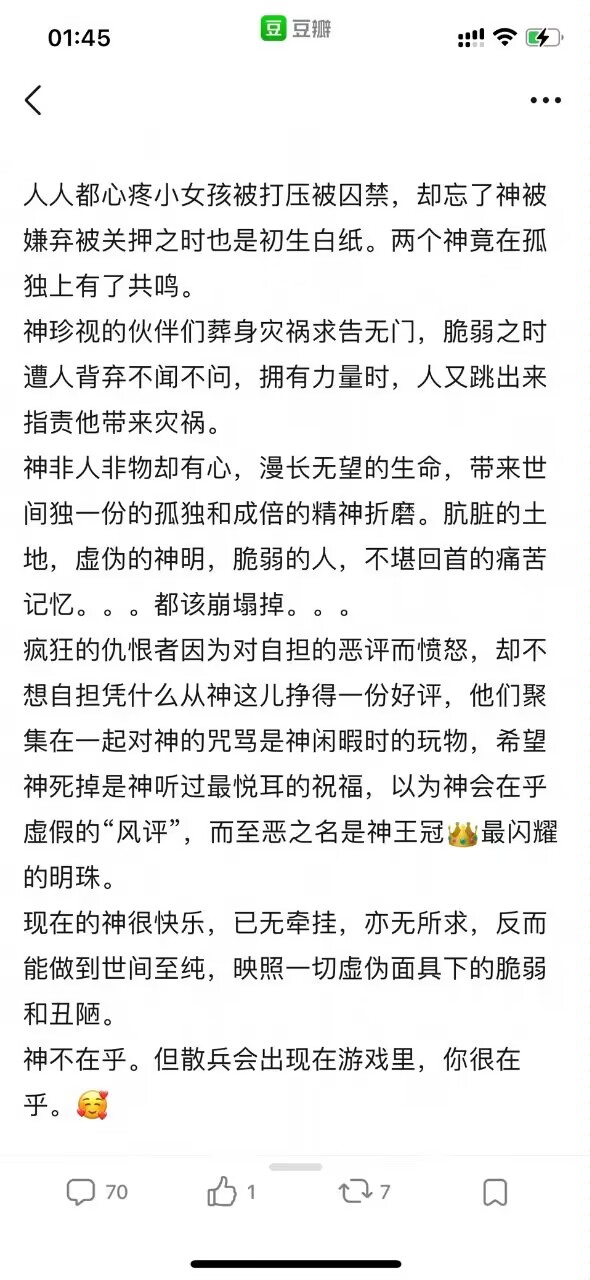 01:45
豆 豆瓣
人人都心疼小女孩被打压被囚禁，却忘了神被
嫌弃被关押之时也是初生白纸。两个神竟在孤
独上有了共鸣。
神珍视的伙伴们葬身灾祸求告无门，脆弱之时
遭人背弃不闻不问，拥有力量时，人又跳出来
指责他带来灾祸。
神非人非物却有心，漫长无望的生命，带来世
间独一份的孤独和成倍的精神折磨。肮脏的土
地，虚伪的神明，脆弱的人，不堪回首的痛苦
记忆。。。都该崩塌掉。。。
疯狂的仇恨者因为对自担的恶评而愤怒，却不
想自担凭什么从神这儿挣得一份好评，他们聚
集在一起对神的咒骂是神闲暇时的玩物，希望
神死掉是神听过最悦耳的祝福，以为神会在乎
虚假的“风评”，而至恶之名是神王冠👑最闪耀
的明珠。
现在的神很快乐，已无牵挂，亦无所求，反而
能做到世间至纯，映照一切虚伪面具下的脆弱
和丑陋。
神不在乎。但散兵会出现在游戏里，你很在
乎。🥰
70 1 7